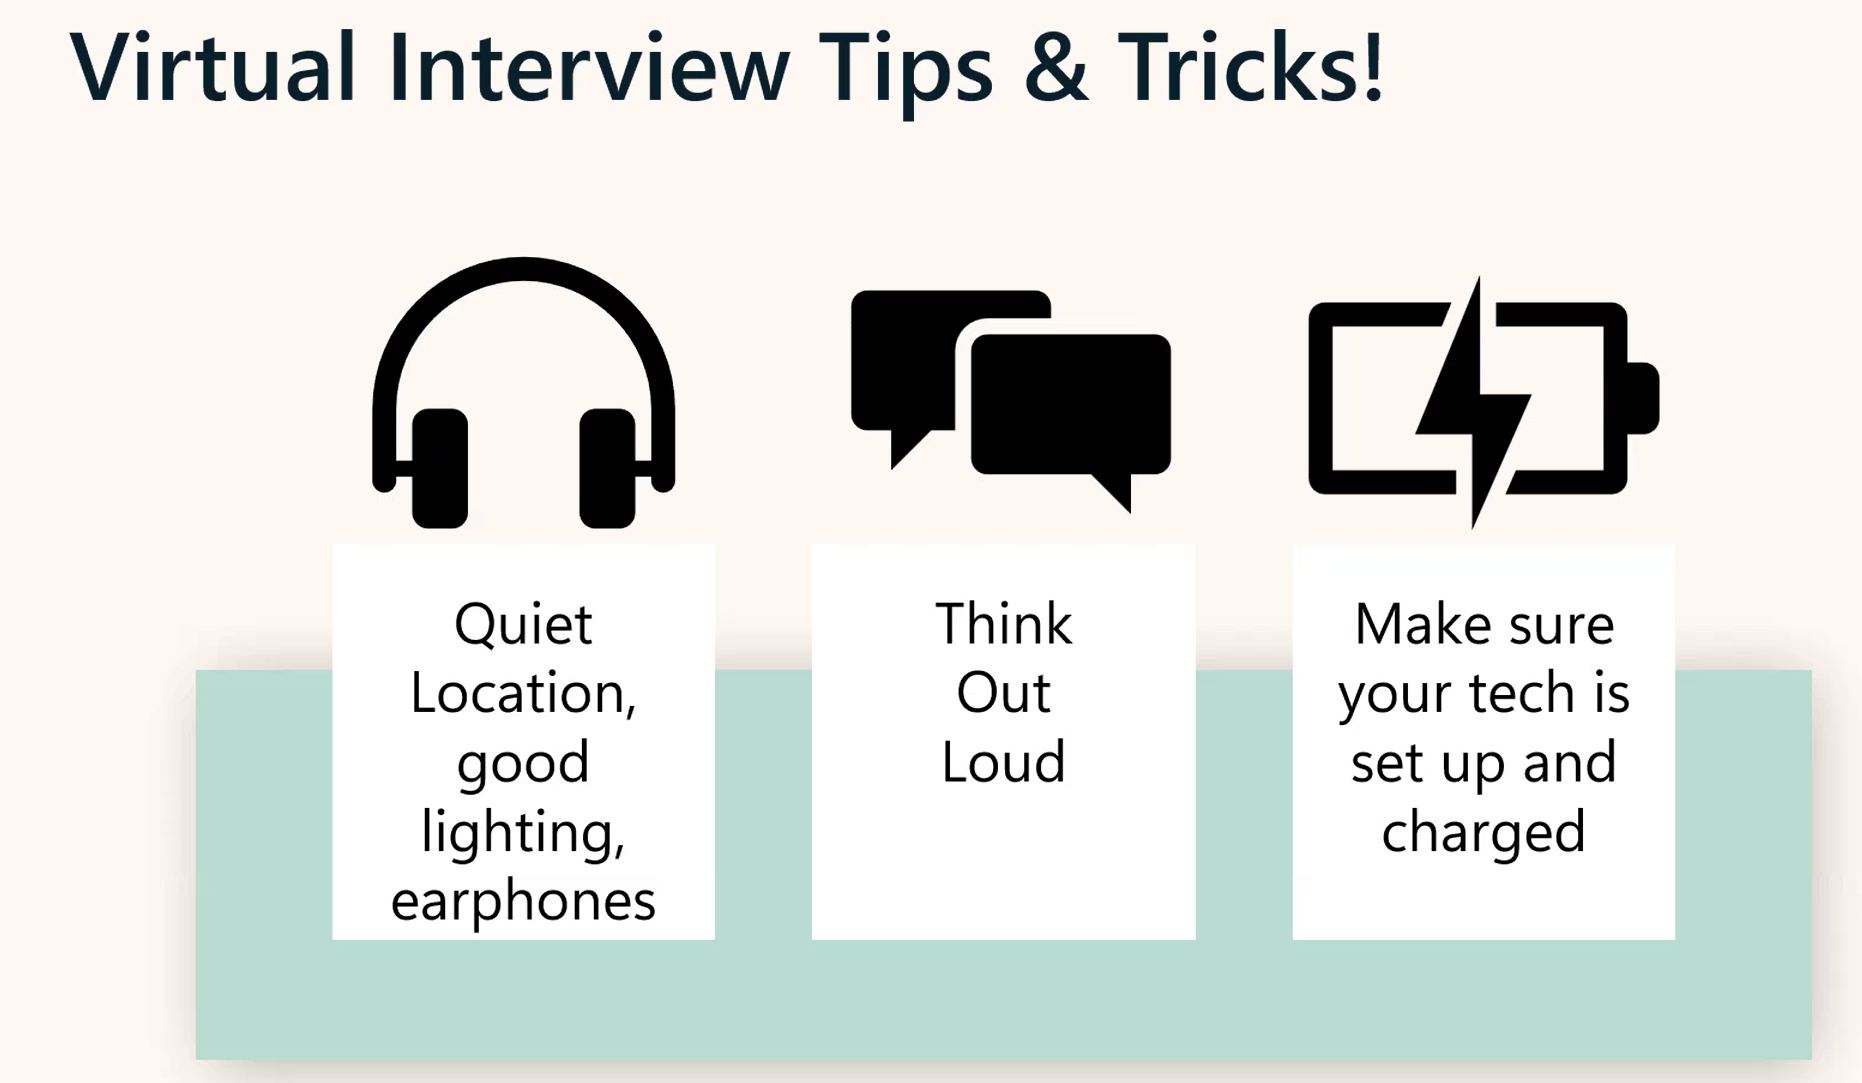 Virtual Interview Tips & Tricks!
Quiet
Location,
good
lighting,
earphones
Think
Out
Loud
Make sure
your tech is
set up and
charged